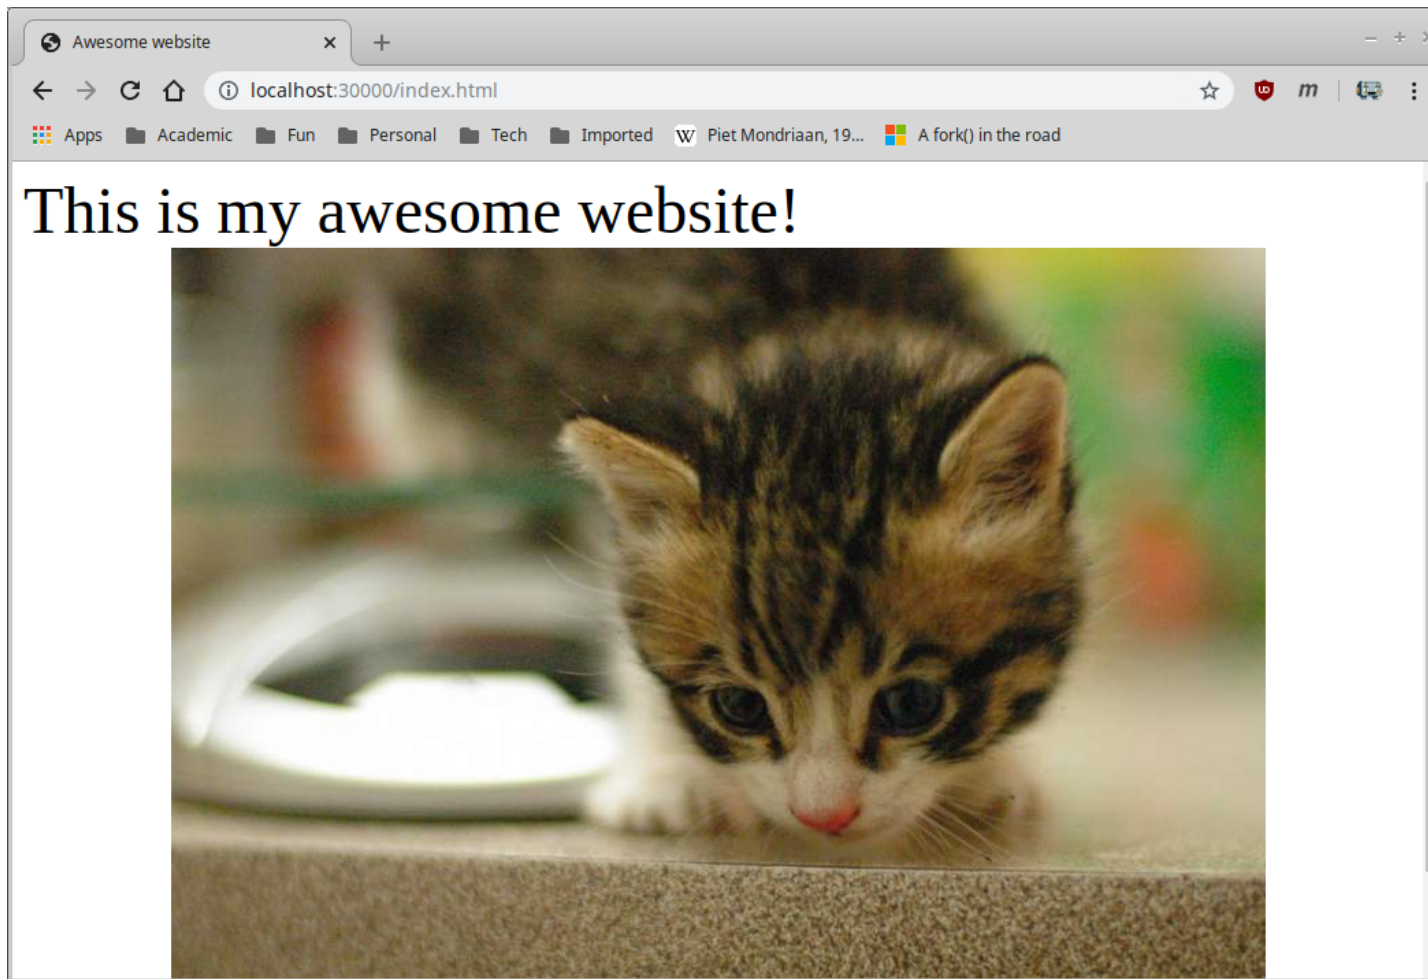 Awesome website
localhost:30000/index.html
Apps Academic Fun Personal Tech Imported W Piet Mondriaan, 19... A fork() in the road
This is my awesome website!